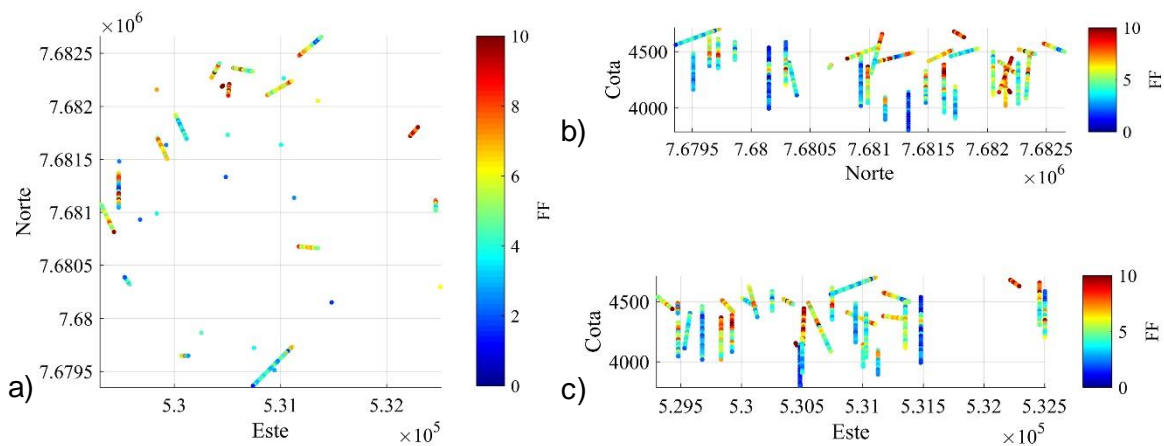 a)
×10⁶
7.6825
7.682
7.6815
7.681
7.6805
7.68
7.6795
Norte
5.3 5.31 5.32
Este
×10⁵
10
8
6
4
2
0
FF
b)
4500
4000
Cota
7.6795 7.68 7.6805 7.681 7.6815 7.682 7.6825
Norte
×10⁶
10
5
0
FF
c)
4500
4000
Cota
5.295 5.3 5.305 5.31 5.315 5.32 5.325
Este
×10⁵
10
5
0
FF